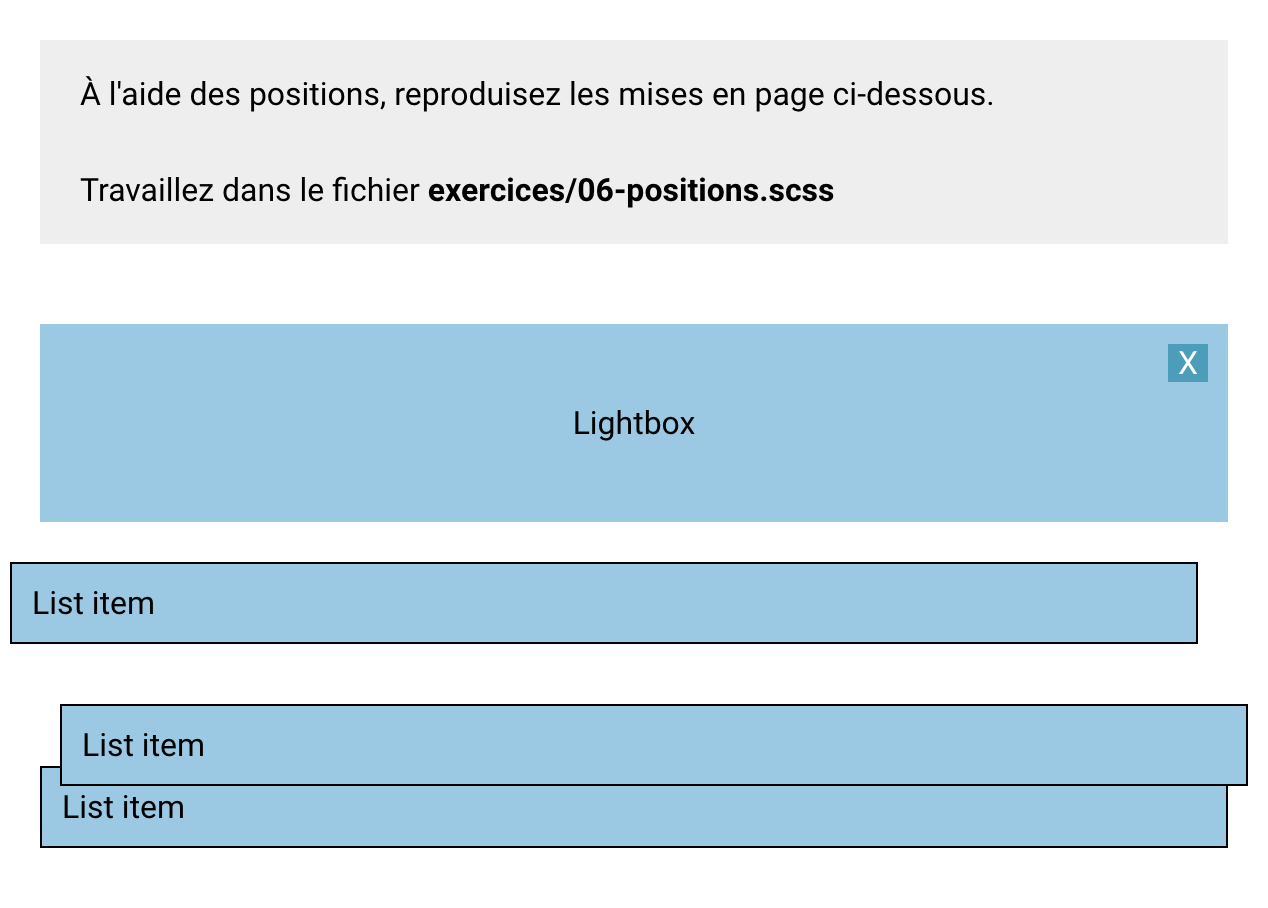 À l'aide des positions, reproduisez les mises en page ci-dessous.
Travaillez dans le fichier exercices/06-positions.scss
X
Lightbox
List item
List item
List item